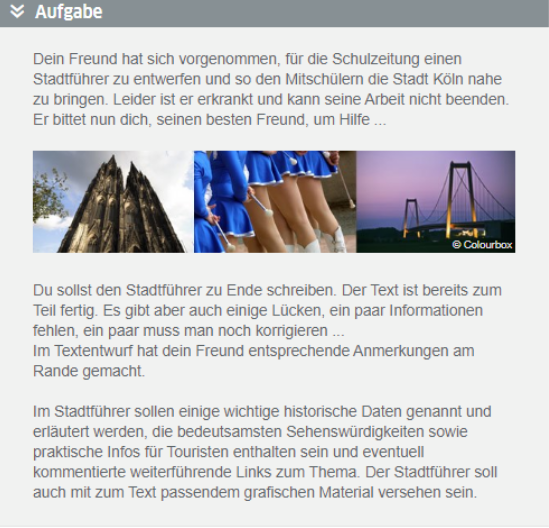 Aufgabe
Dein Freund hat sich vorgenommen, für die Schulzeitung einen
Stadtführer zu entwerfen und so den Mitschülern die Stadt Köln nahe
zu bringen. Leider ist er erkrankt und kann seine Arbeit nicht beenden.
Er bittet nun dich, seinen besten Freund, um Hilfe ...
© Colourbox
Du sollst den Stadtführer zu Ende schreiben. Der Text ist bereits zum
Teil fertig. Es gibt aber auch einige Lücken, ein paar Informationen
fehlen, ein paar muss man noch korrigieren ...
Im Textentwurf hat dein Freund entsprechende Anmerkungen am
Rande gemacht.
Im Stadtführer sollen einige wichtige historische Daten genannt und
erläutert werden, die bedeutsamsten Sehenswürdigkeiten sowie
praktische Infos für Touristen enthalten sein und eventuell
kommentierte weiterführende Links zum Thema. Der Stadtführer soll
auch mit zum Text passendem grafischen Material versehen sein.